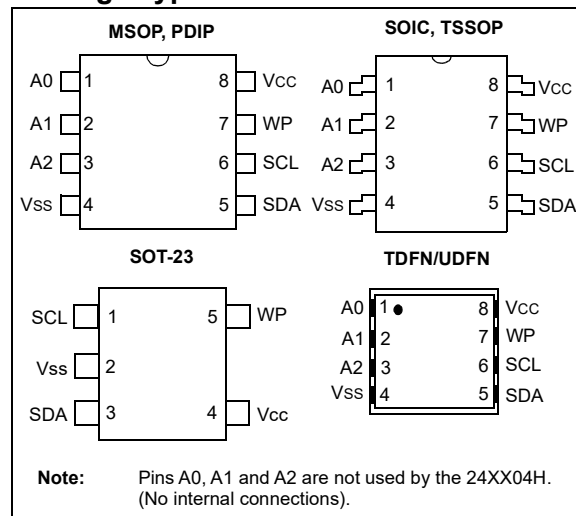 MSOP, PDIP
A0 1 8 VCC
A1 2 7 WP
A2 3 6 SCL
VSS 4 5 SDA
SOIC, TSSOP
A0 1 8 VCC
A1 2 7 WP
A2 3 6 SCL
VSS 4 5 SDA
SOT-23
SCL 1 5 WP
Vss 2
SDA 3 4 Vcc
TDFN/UDFN
A0 1 8 VCC
A1 2 7 WP
A2 3 6 SCL
VSS 4 5 SDA
Note: Pins A0, A1 and A2 are not used by the 24XX04H.
(No internal connections).